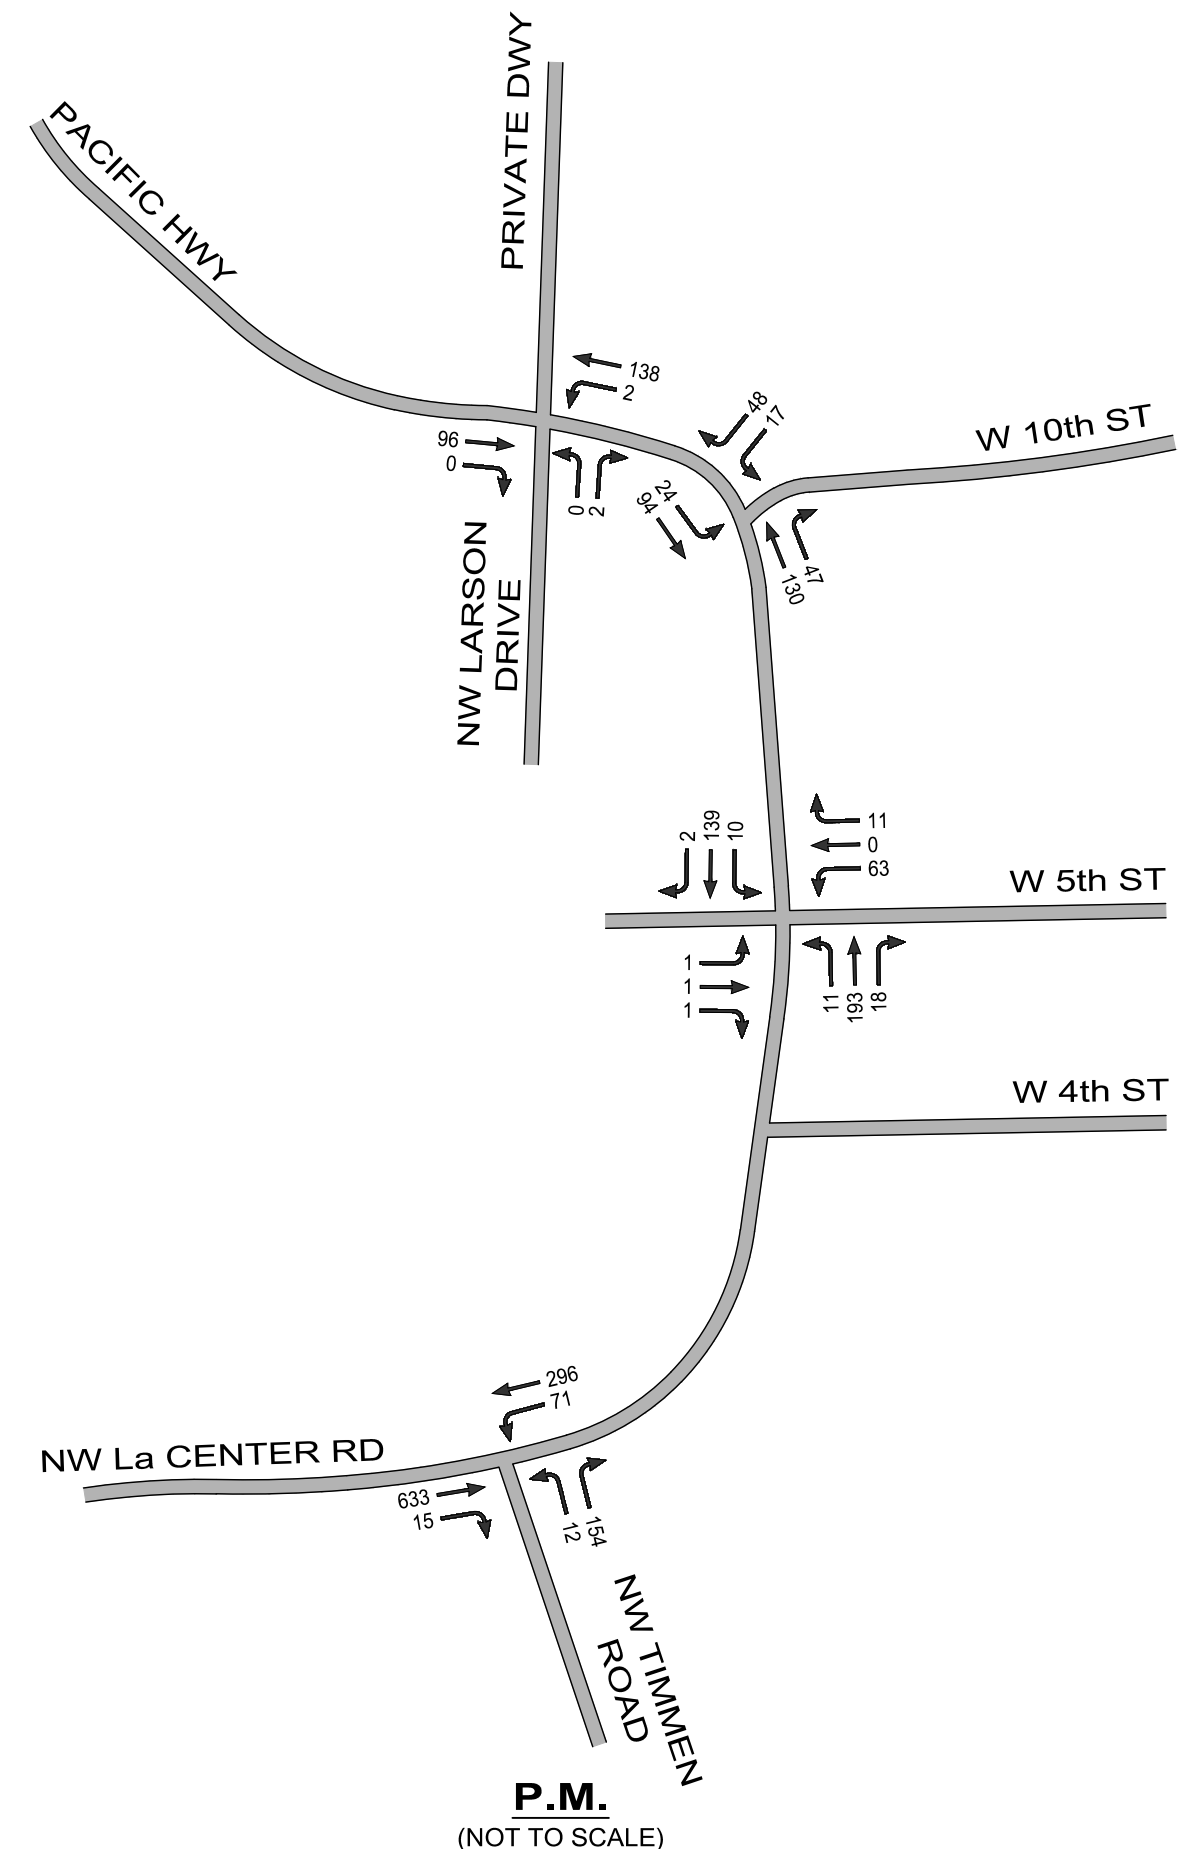 PRIVATE DWY
PACIFIC HWY
138
2
96
0
0
2
NW LARSON
DRIVE
48
17
24
94
47
130
W 10th ST
2
139
10
11
0
63
W 5th ST
1
1
1
11
193
18
W 4th ST
296
71
NW La CENTER RD
633
15
12
154
NW TIMMEN
ROAD
P.M.
(NOT TO SCALE)